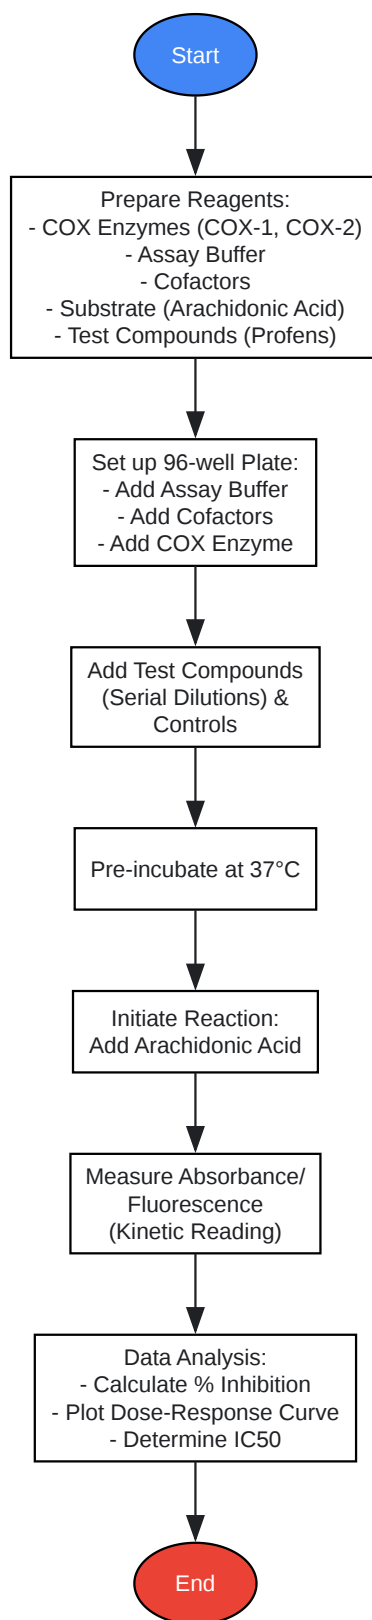 Start
Prepare Reagents:
- COX Enzymes (COX-1, COX-2)
- Assay Buffer
- Cofactors
- Substrate (Arachidonic Acid)
- Test Compounds (Profens)
Set up 96-well Plate:
- Add Assay Buffer
- Add Cofactors
- Add COX Enzyme
Add Test Compounds
(Serial Dilutions) &
Controls
Pre-incubate at 37°C
Initiate Reaction:
Add Arachidonic Acid
Measure Absorbance/
Fluorescence
(Kinetic Reading)
Data Analysis:
- Calculate % Inhibition
- Plot Dose-Response Curve
- Determine IC50
End